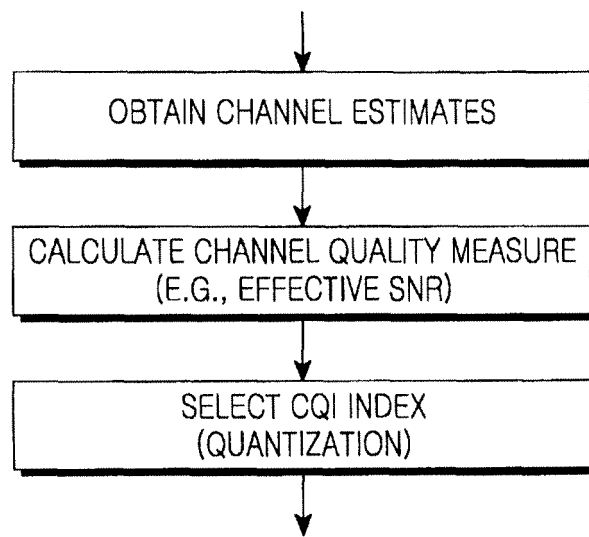 OBTAIN CHANNEL ESTIMATES
CALCULATE CHANNEL QUALITY MEASURE
(E.G., EFFECTIVE SNR)
SELECT CQI INDEX
(QUANTIZATION)